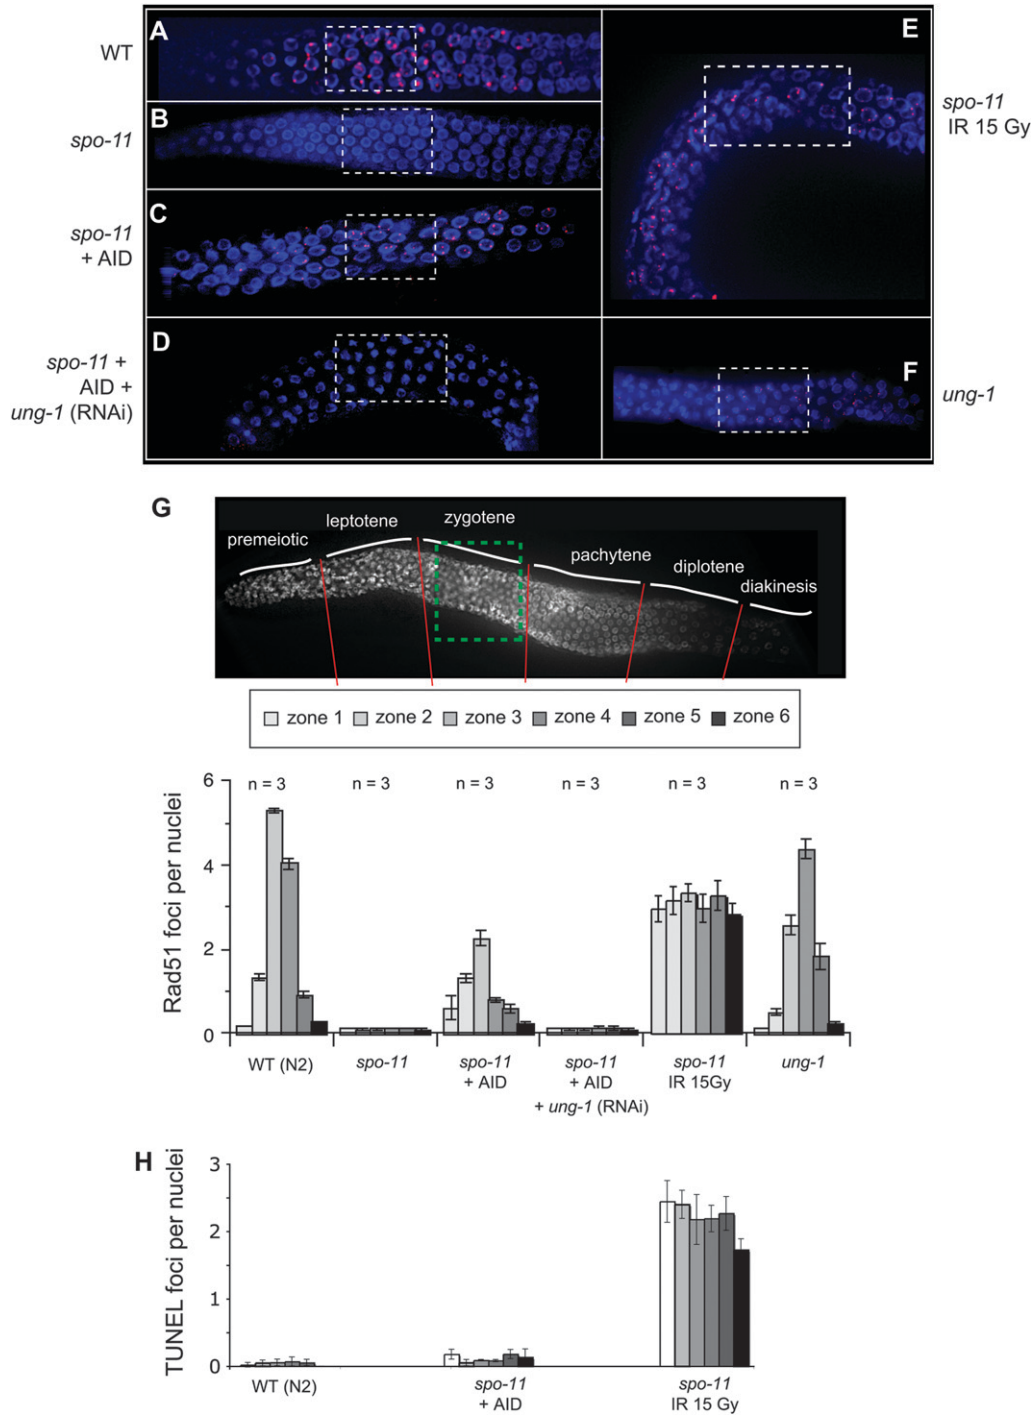 A
WT
B
spo-11
C
spo-11
+ AID
D
spo-11 +
AID +
ung-1 (RNAi)
E
spo-11
IR 15 Gy
F
ung-1
G
premeiotic
leptotene
zygotene
pachytene
diplotene
diakinesis
zone 1 zone 2 zone 3 zone 4 zone 5 zone 6
Rad51 foci per nuclei
6
4
2
0
n = 3 n = 3 n = 3 n = 3 n = 3 n = 3
WT (N2) spo-11 spo-11 spo-11 spo-11 ung-1
+ AID + AID IR 15Gy
+ ung-1 (RNAi)
H
TUNEL foci per nuclei
3
2
1
0
WT (N2) spo-11 spo-11
+ AID IR 15 Gy